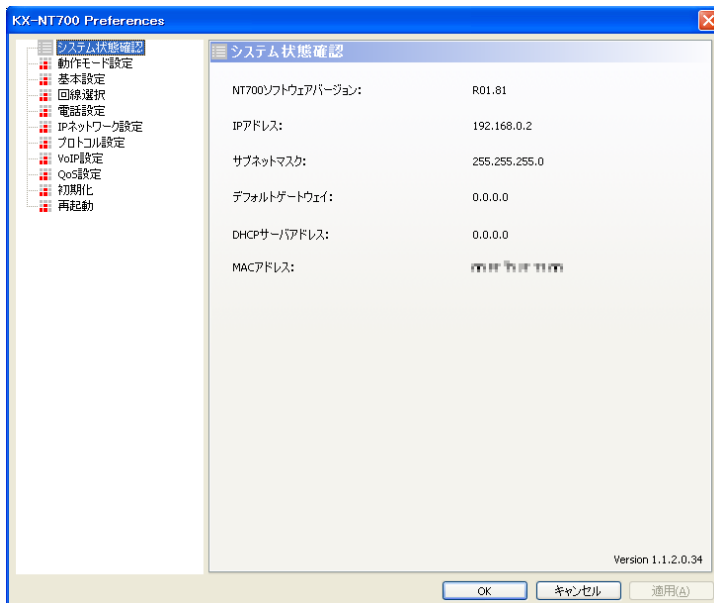 KX-NT700 Preferences
システム状態確認
動作モード設定
基本設定
回線選択
電話設定
IPネットワーク設定
プロトコル設定
VoIP設定
QoS設定
初期化
再起動
システム状態確認
NT700ソフトウェアバージョン: R01.81
IPアドレス: 192.168.0.2
サブネットマスク: 255.255.255.0
デフォルトゲートウェイ: 0.0.0.0
DHCPサーバアドレス: 0.0.0.0
MACアドレス:
Version 1.1.2.0.34
OK キャンセル 適用(A)